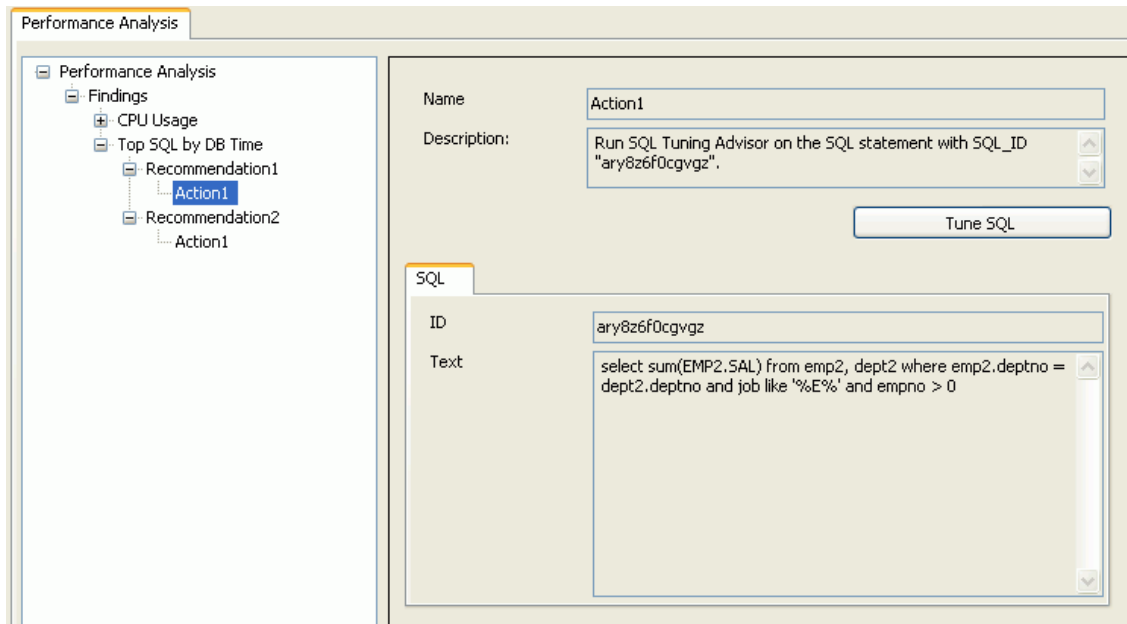 Performance Analysis
Performance Analysis
Findings
CPU Usage
Top SQL by DB Time
Recommendation1
Action1
Recommendation2
Action1
Name
Action1
Description:
Run SQL Tuning Advisor on the SQL statement with SQL_ID
"ary8z6f0cgvgz".
Tune SQL
SQL
ID
ary8z6f0cgvgz
Text
select sum(EMP2.SAL) from emp2, dept2 where emp2.deptno =
dept2.deptno and job like '%E%' and empno > 0